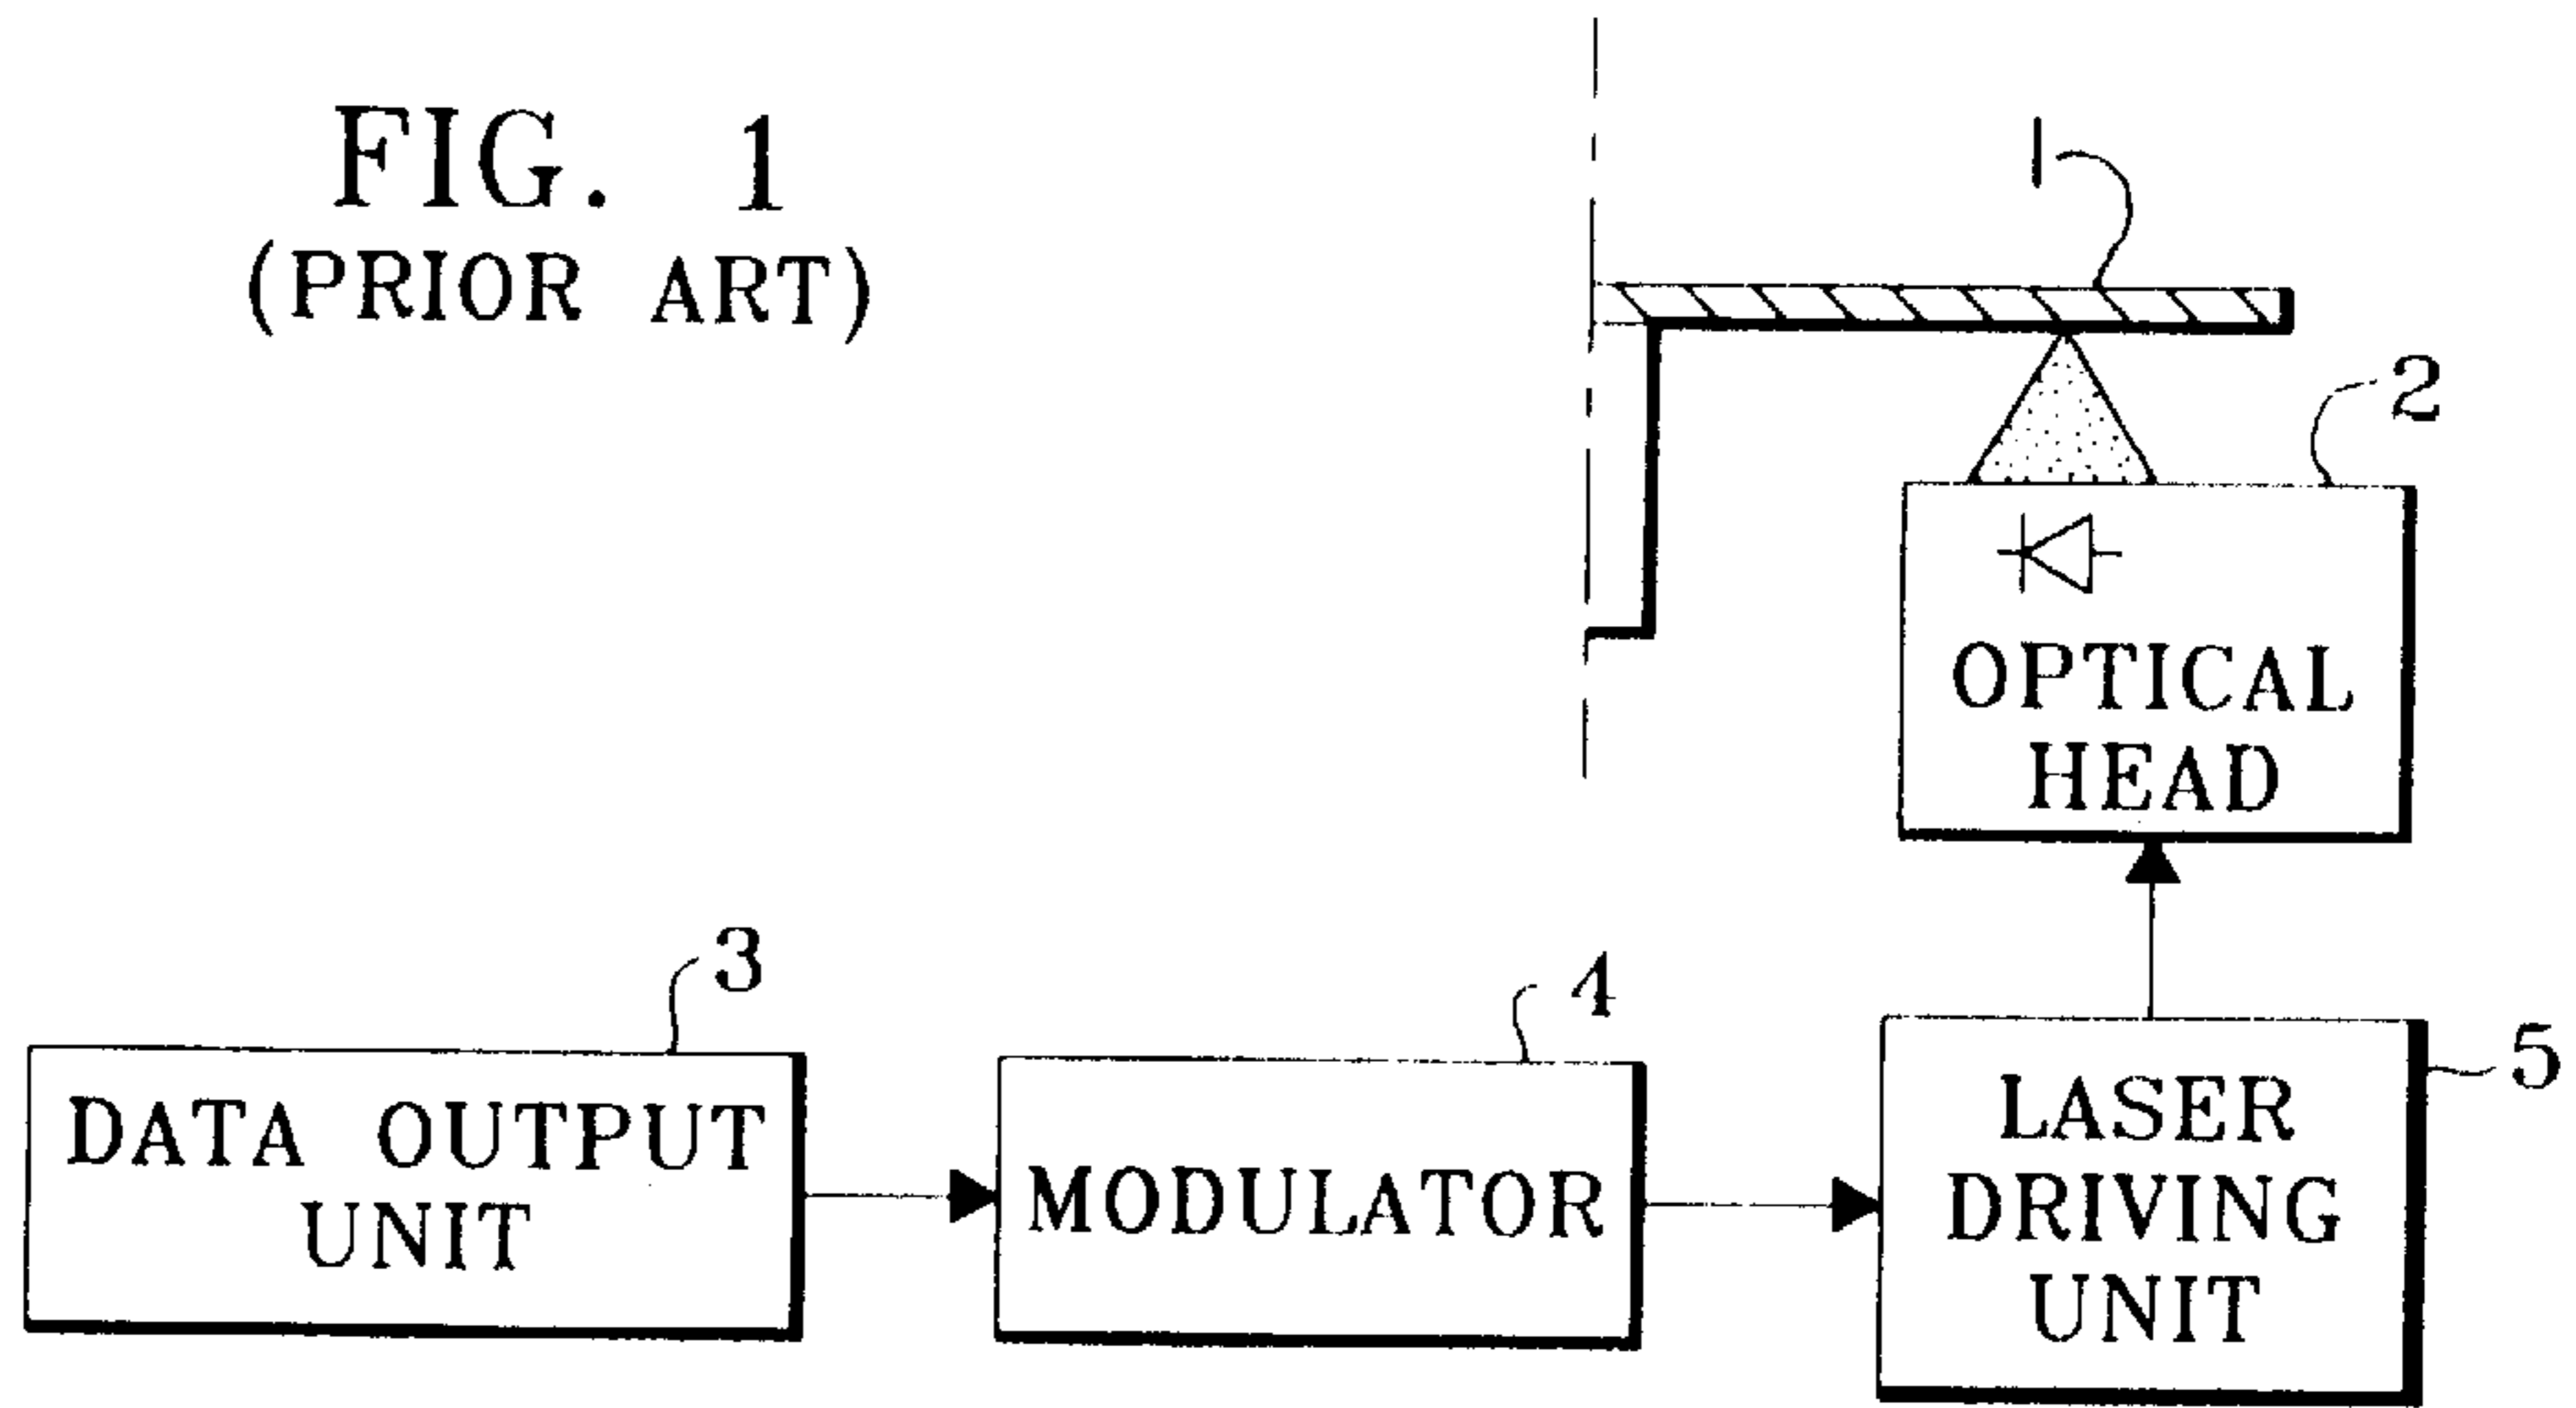 FIG. 1
(PRIOR ART)
1
2
OPTICAL
HEAD
3
4
5
DATA OUTPUT
UNIT
MODULATOR
LASER
DRIVING
UNIT